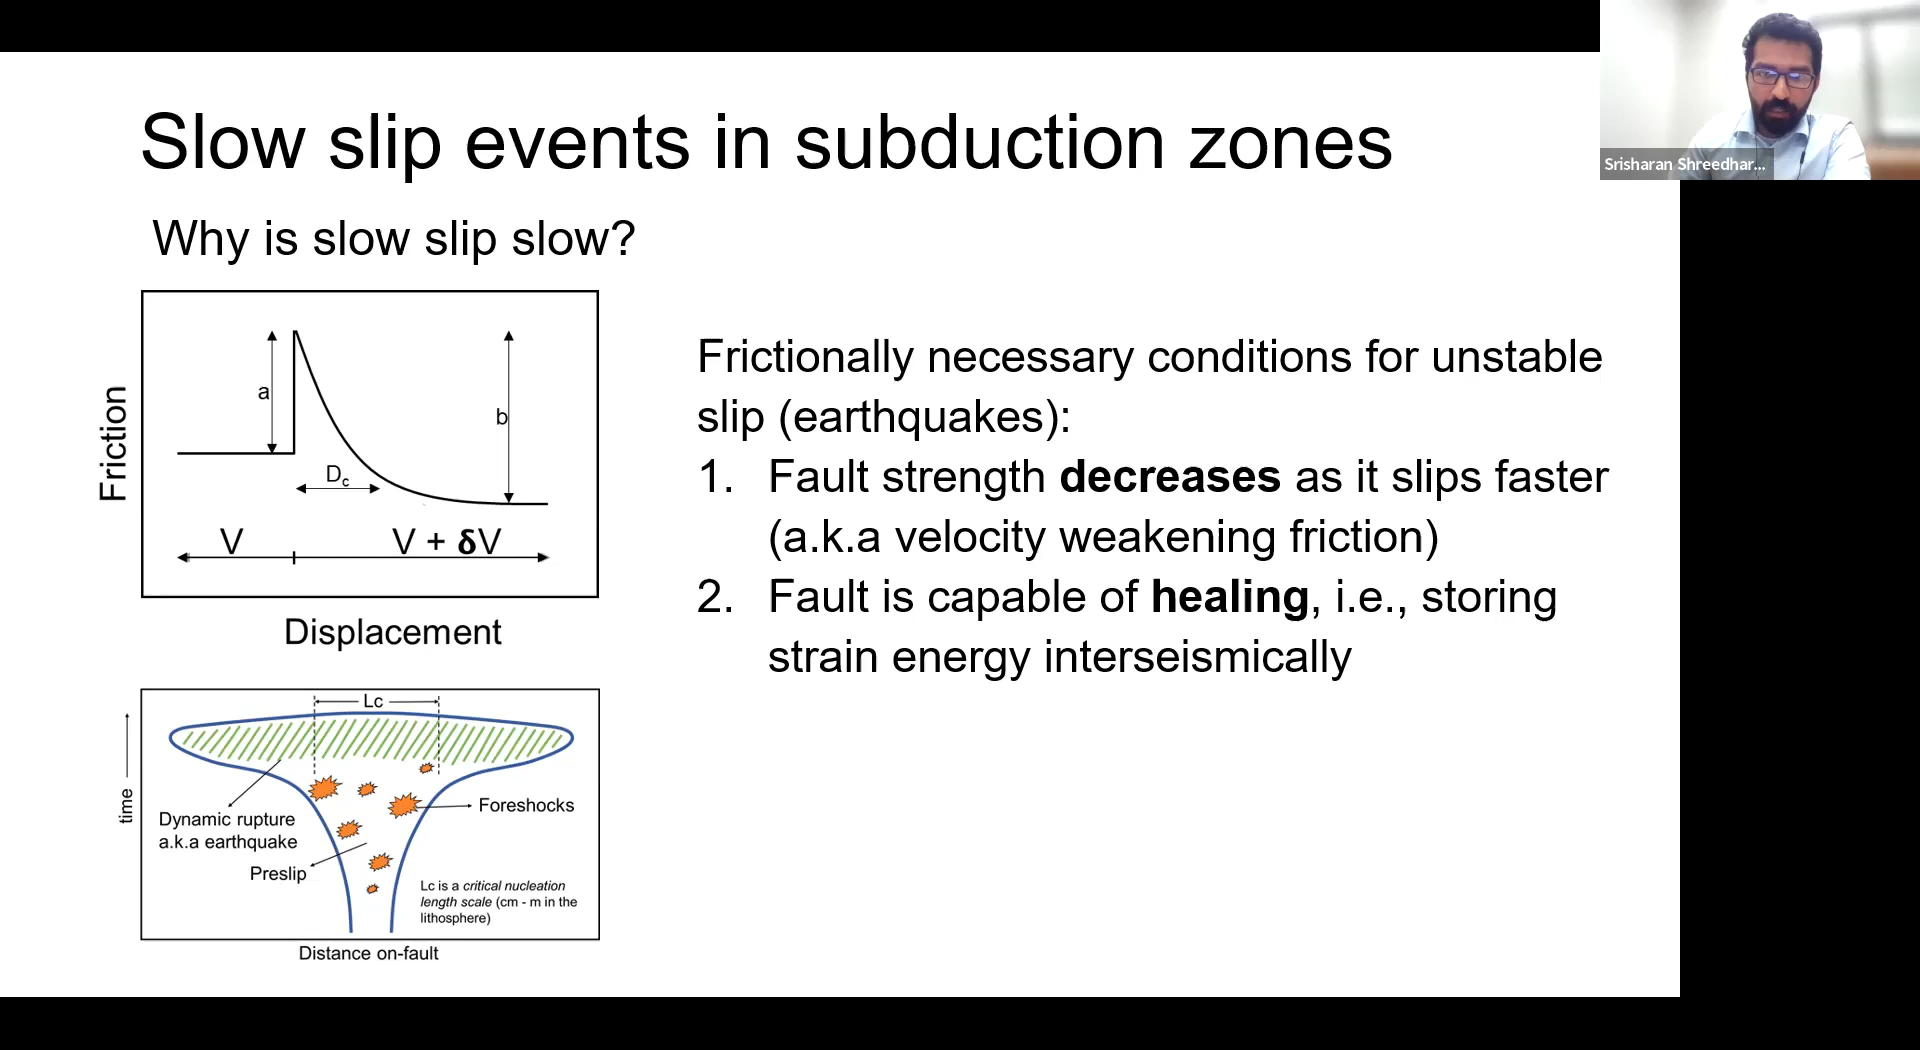 Slow slip events in subduction zones
Srisharan Shreedhar...
Why is slow slip slow?
Friction
a
b
Dc
V
V + δV
Displacement
Frictionally necessary conditions for unstable
slip (earthquakes):
1. Fault strength decreases as it slips faster
(a.k.a velocity weakening friction)
2. Fault is capable of healing, i.e., storing
strain energy interseismically
Lc
time
Foreshocks
Dynamic rupture
a.k.a earthquake
Preslip
Lc is a critical nucleation
length scale (cm - m in the
lithosphere)
Distance on-fault